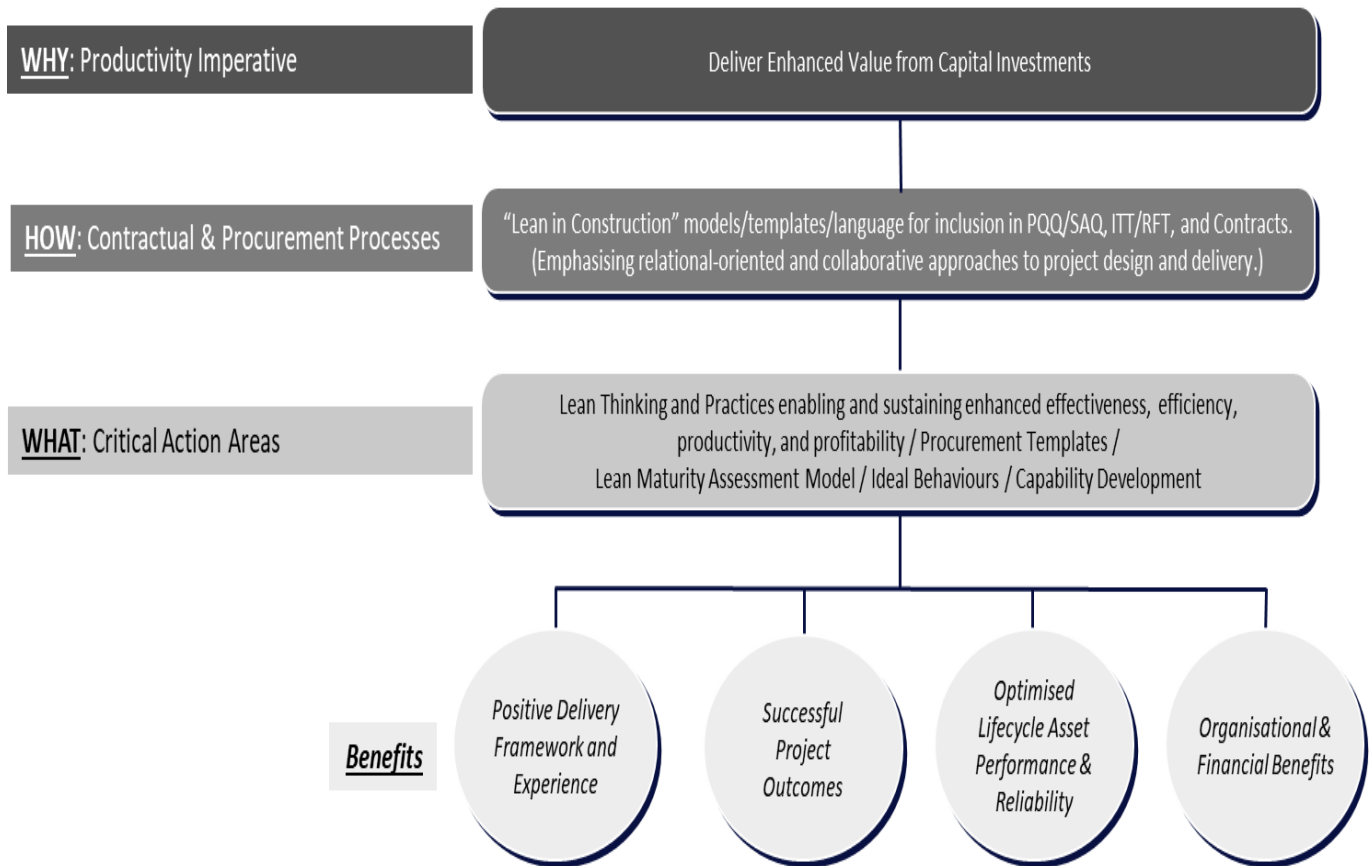 WHY: Productivity Imperative
Deliver Enhanced Value from Capital Investments
HOW: Contractual & Procurement Processes
“Lean in Construction” models/templates/language for inclusion in PQQ/SAQ, ITT/RFT, and Contracts.
(Emphasising relational-oriented and collaborative approaches to project design and delivery.)
WHAT: Critical Action Areas
Lean Thinking and Practices enabling and sustaining enhanced effectiveness, efficiency,
productivity, and profitability / Procurement Templates /
Lean Maturity Assessment Model / Ideal Behaviours / Capability Development
Benefits
Positive Delivery
Framework and
Experience
Successful
Project
Outcomes
Optimised
Lifecycle Asset
Performance &
Reliability
Organisational &
Financial Benefits